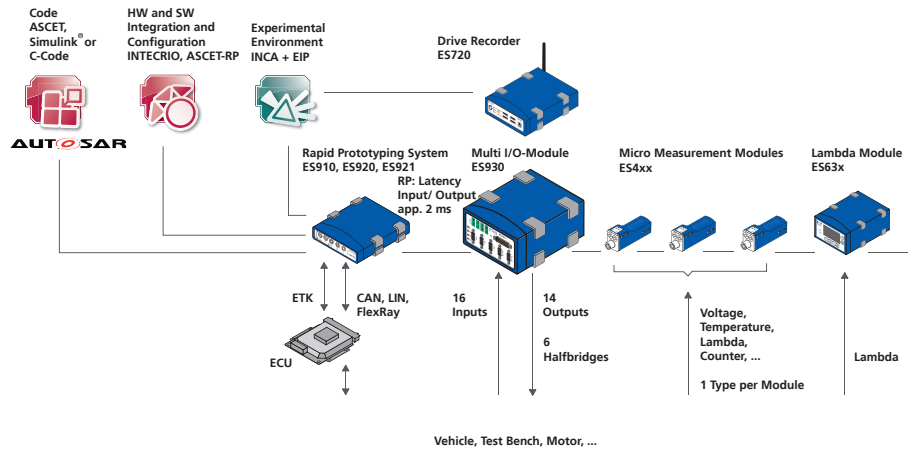 Code
ASCET,
Simulink® or
C-Code
HW and SW
Integration and
Configuration
INTECRIO, ASCET-RP
Experimental
Environment
INCA + EIP
Drive Recorder
ES720
AUTOSAR
Rapid Prototyping System
ES910, ES920, ES921
RP: Latency
Input/ Output
app. 2 ms
Multi I/O-Module
ES930
Micro Measurement Modules
ES4xx
Lambda Module
ES63x
ETK
CAN, LIN,
FlexRay
ECU
16
Inputs
14
Outputs
6
Halfbridges
Voltage,
Temperature,
Lambda,
Counter, ...
1 Type per Module
Lambda
Vehicle, Test Bench, Motor, ...